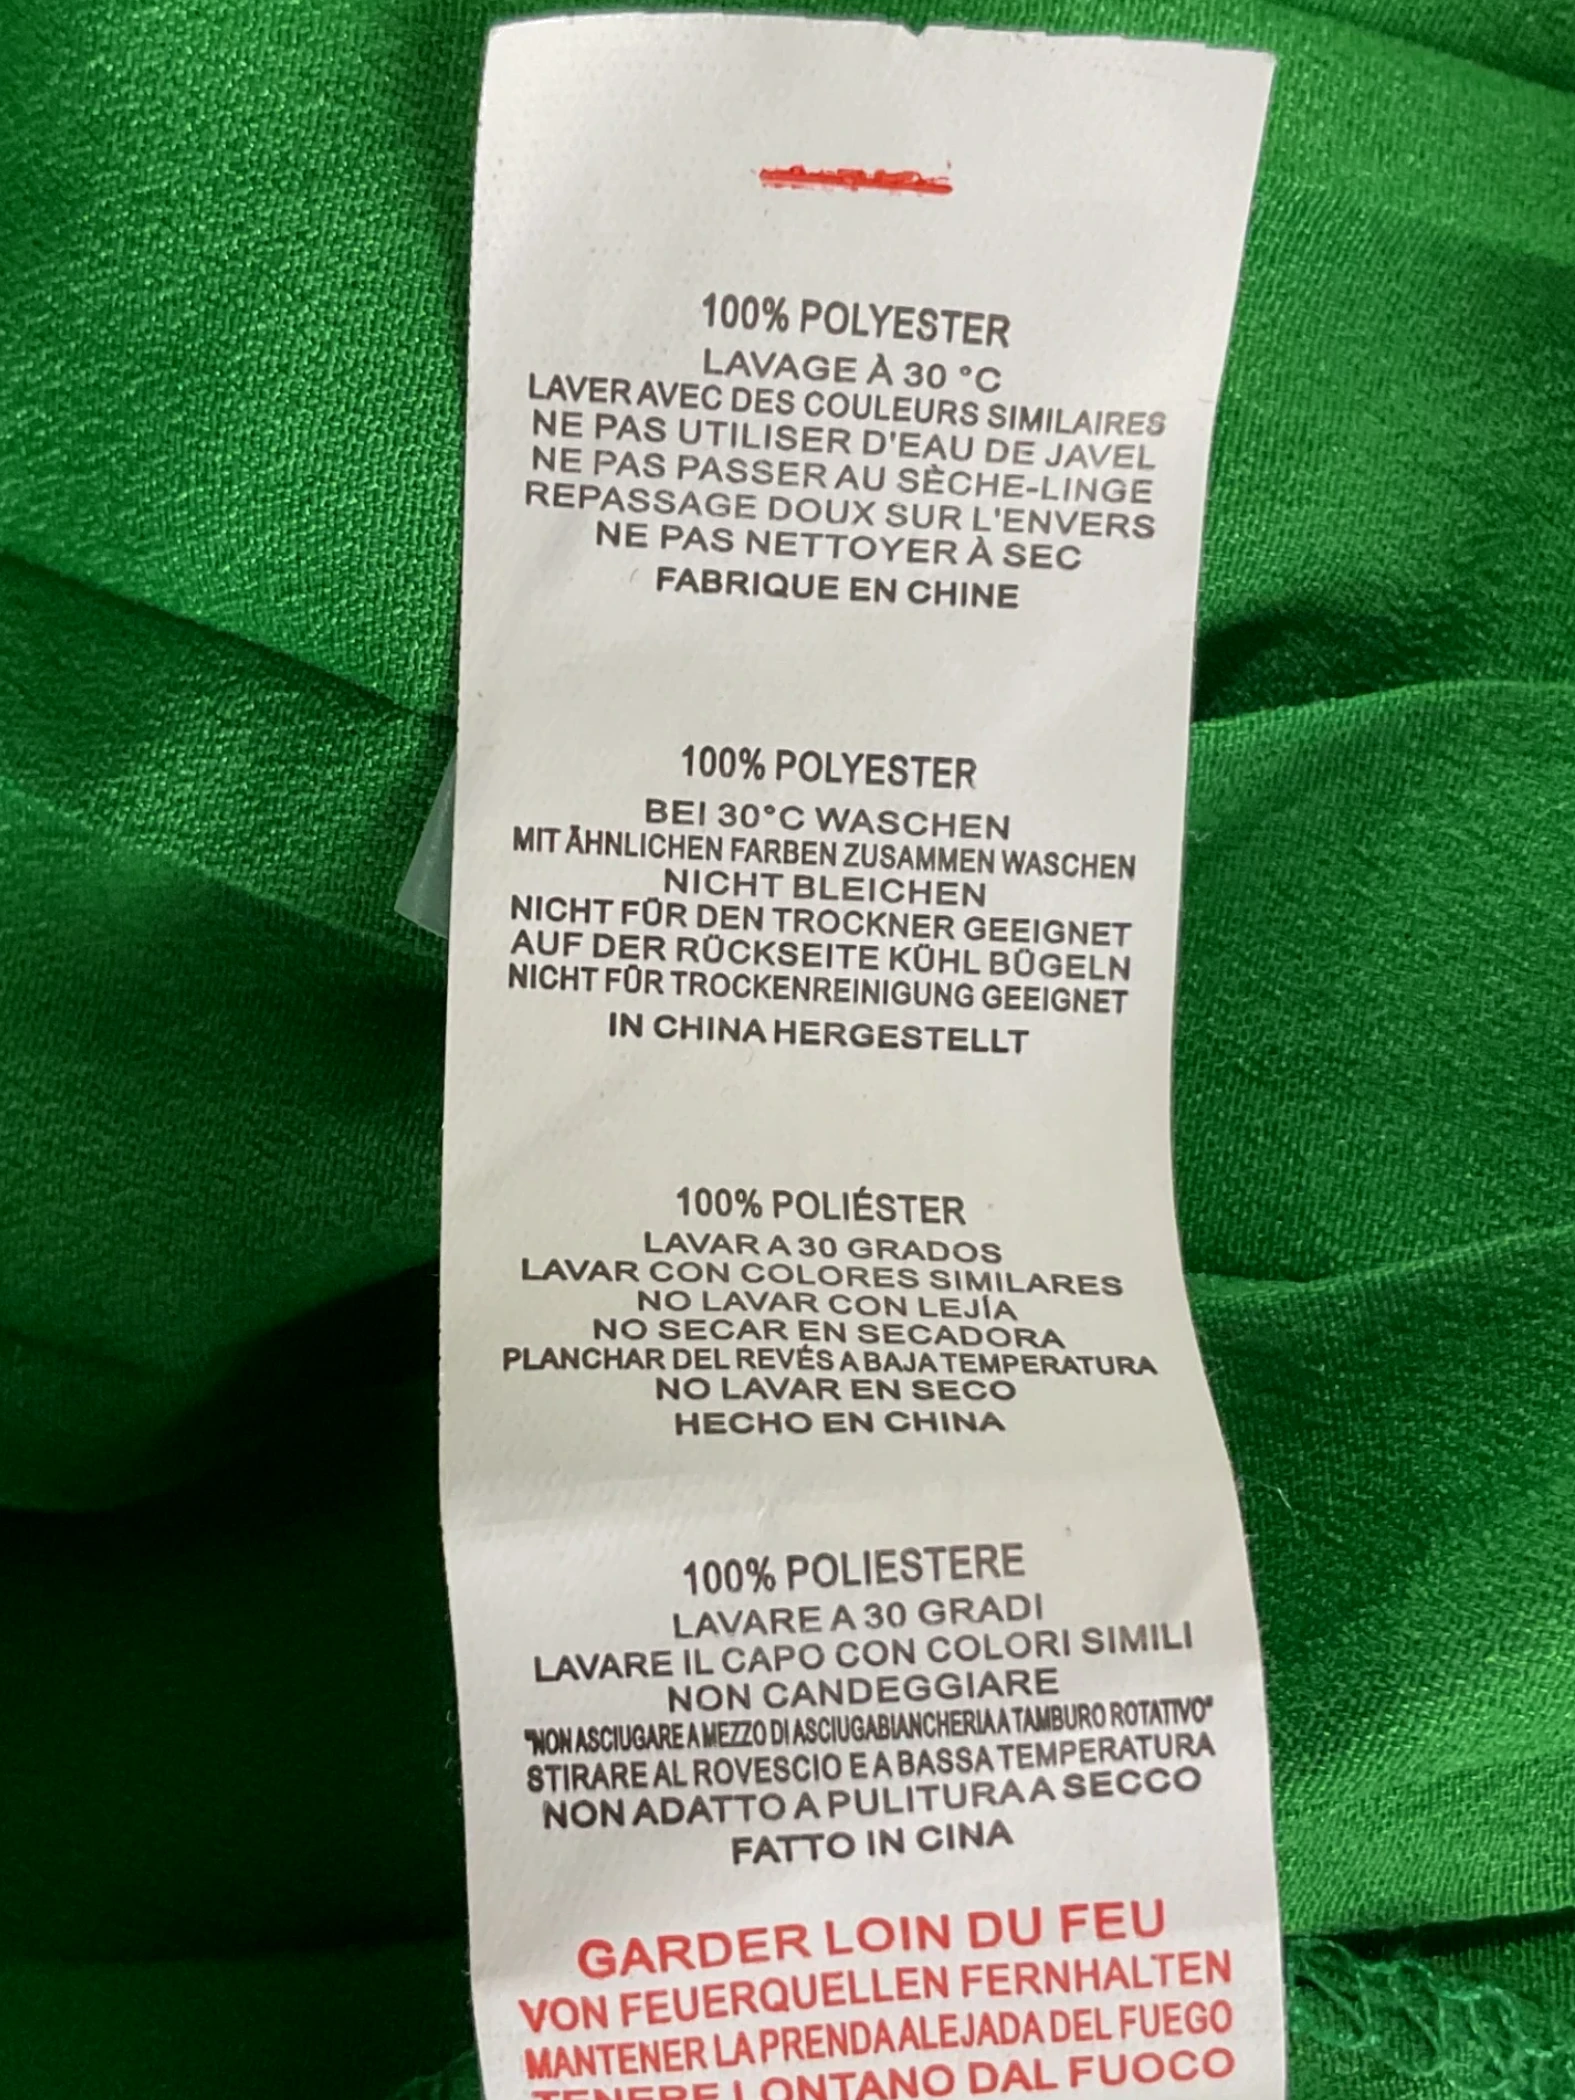 100% POLYESTER
LAVAGE À 30 °C
LAVER AVEC DES COULEURS SIMILAIRES
NE PAS UTILISER D'EAU DE JAVEL
NE PAS PASSER AU SÈCHE-LINGE
REPASSAGE DOUX SUR L'ENVERS
NE PAS NETTOYER À SEC
FABRIQUE EN CHINE
100% POLYESTER
BEI 30°C WASCHEN
MIT ÄHNLICHEN FARBEN ZUSAMMEN WASCHEN
NICHT BLEICHEN
NICHT FÜR DEN TROCKNER GEEIGNET
AUF DER RÜCKSEITE KÜHL BÜGELN
NICHT FÜR TROCKENREINIGUNG GEEIGNET
IN CHINA HERGESTELLT
100% POLIÉSTER
LAVAR A 30 GRADOS
LAVAR CON COLORES SIMILARES
NO LAVAR CON LEJÍA
NO SECAR EN SECADORA
PLANCHAR DEL REVÉS A BAJA TEMPERATURA
NO LAVAR EN SECO
HECHO EN CHINA
100% POLIESTERE
LAVARE A 30 GRADI
LAVARE IL CAPO CON COLORI SIMILI
NON CANDEGGIARE
"NON ASCIUGARE A MEZZO DI ASCIUGABIANCHERIA A TAMBURO ROTATIVO"
STIRARE AL ROVESCIO E A BASSA TEMPERATURA
NON ADATTO A PULITURA A SECCO
FATTO IN CINA
GARDER LOIN DU FEU
VON FEUERQUELLEN FERNHALTEN
MANTENER LA PRENDA ALEJADA DEL FUEGO
TENERE LONTANO DAL FUOCO